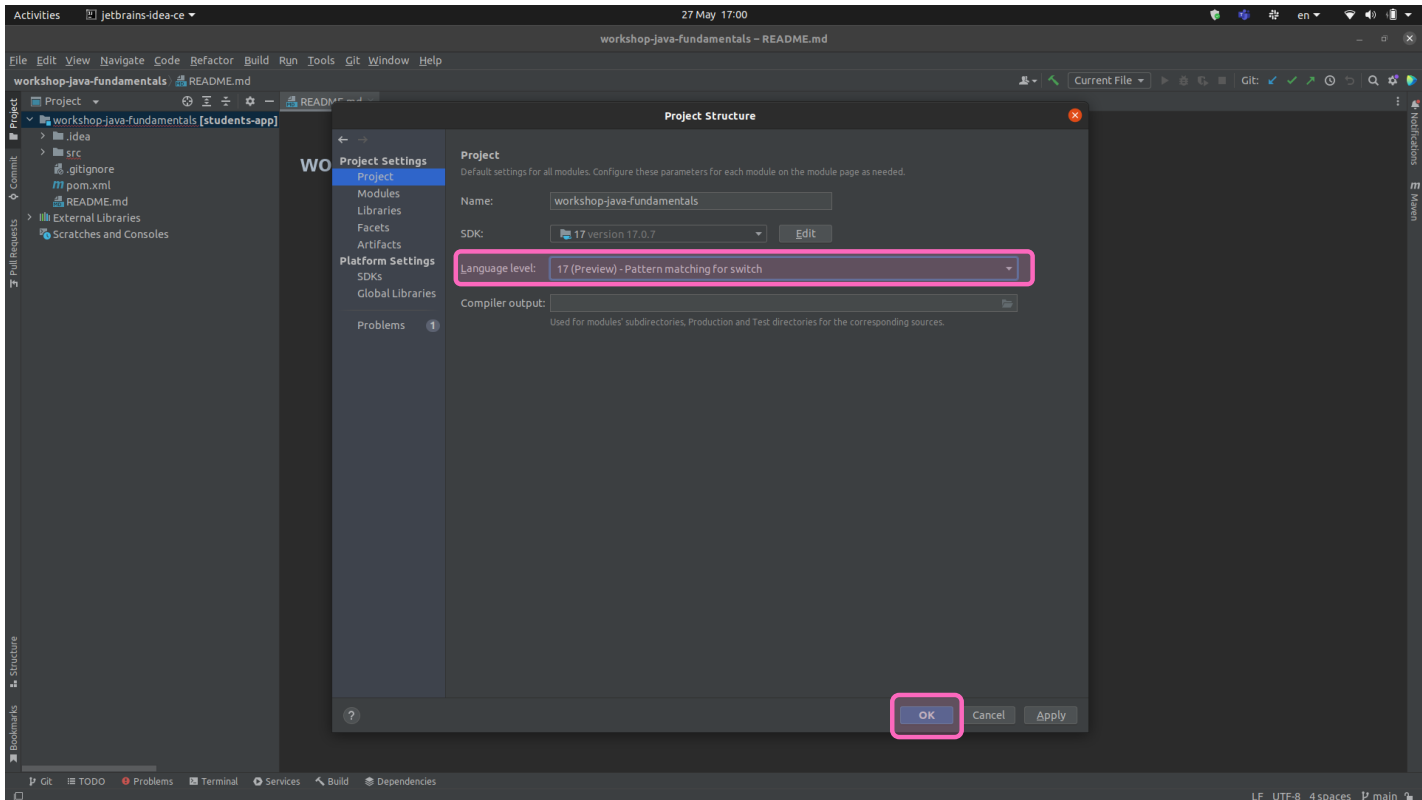 Activities jetbrains-idea-ce 27 May 17:00 en
workshop-java-fundamentals – README.md
File Edit View Navigate Code Refactor Build Run Tools Git Window Help
workshop-java-fundamentals README.md Current File Git:
Project Project
workshop-java-fundamentals [students-app]
.idea
src
.gitignore
pom.xml
README.md
External Libraries
Scratches and Consoles
Commit
Pull Requests
Structure
Bookmarks
Project Structure
Project Settings
Project
Modules
Libraries
Facets
Artifacts
Platform Settings
SDKs
Global Libraries
Problems 1
Project
Default settings for all modules. Configure these parameters for each module on the module page as needed.
Name: workshop-java-fundamentals
SDK: 17 version 17.0.7 Edit
Language level: 17 (Preview) - Pattern matching for switch
Compiler output:
Used for modules' subdirectories, Production and Test directories for the corresponding sources.
? OK Cancel Apply
Notifications
m Maven
Git TODO Problems Terminal Services Build Dependencies
LF UTF-8 4 spaces main